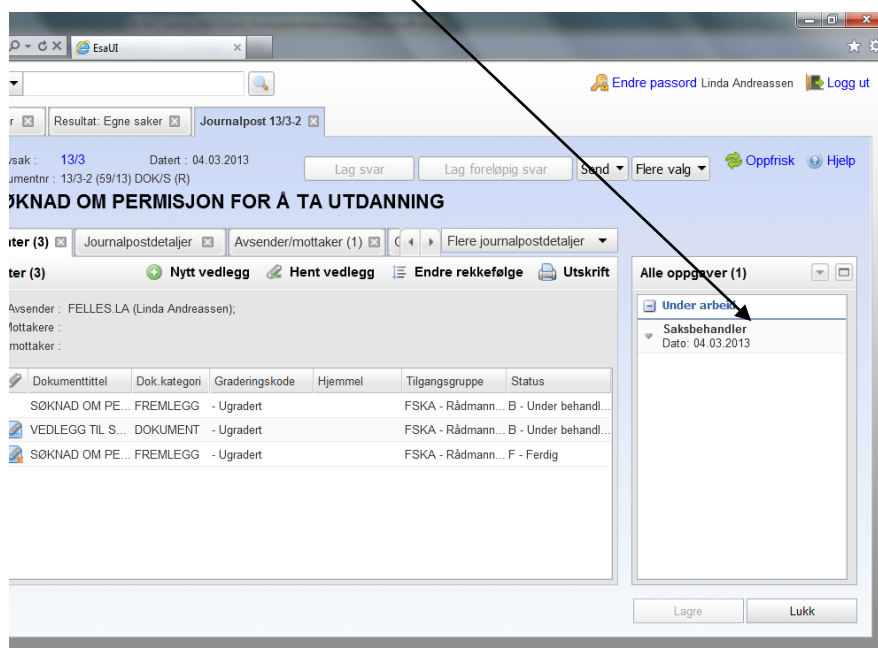 EsaUI
Endre passord Linda Andreassen Logg ut
r Resultat: Egne saker Journalpost 13/3-2
vsak : 13/3 Datert : 04.03.2013 Lag svar Lag foreløpig svar Send Flere valg Oppfrisk Hjelp
umentnr : 13/3-2 (59/13) DOK/S (R)
ØKNAD OM PERMISJON FOR Å TA UTDANNING
nter (3) Journalpostdetaljer Avsender/mottaker (1) Flere journalpostdetaljer
ter (3) Nytt vedlegg Hent vedlegg Endre rekkefølge Utskrift Alle oppgaver (1)
Under arbeid
Avsender : FELLES.LA (Linda Andreassen);
Mottakere :
mottaker :
Saksbehandler
Dato: 04.03.2013
Dokumenttittel Dok.kategori Graderingskode Hjemmel Tilgangsgruppe Status
SØKNAD OM PE... FREMLEGG - Ugradert FSKA - Rådmann... B - Under behandl...
VEDLEGG TIL S... DOKUMENT - Ugradert FSKA - Rådmann... B - Under behandl...
SØKNAD OM PE... FREMLEGG - Ugradert FSKA - Rådmann... F - Ferdig
Lagre Lukk